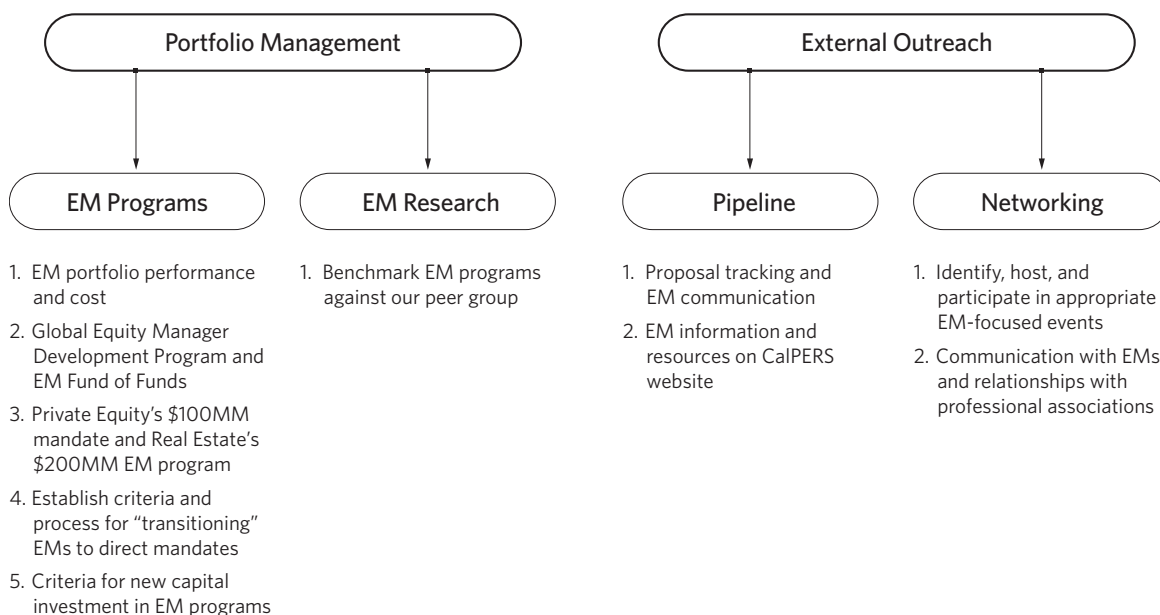 Portfolio Management
External Outreach
EM Programs
EM Research
Pipeline
Networking
1. EM portfolio performance
and cost
2. Global Equity Manager
Development Program and
EM Fund of Funds
3. Private Equity’s $100MM
mandate and Real Estate’s
$200MM EM program
4. Establish criteria and
process for “transitioning”
EMs to direct mandates
5. Criteria for new capital
investment in EM programs
1. Benchmark EM programs
against our peer group
1. Proposal tracking and
EM communication
2. EM information and
resources on CalPERS
website
1. Identify, host, and
participate in appropriate
EM-focused events
2. Communication with EMs
and relationships with
professional associations